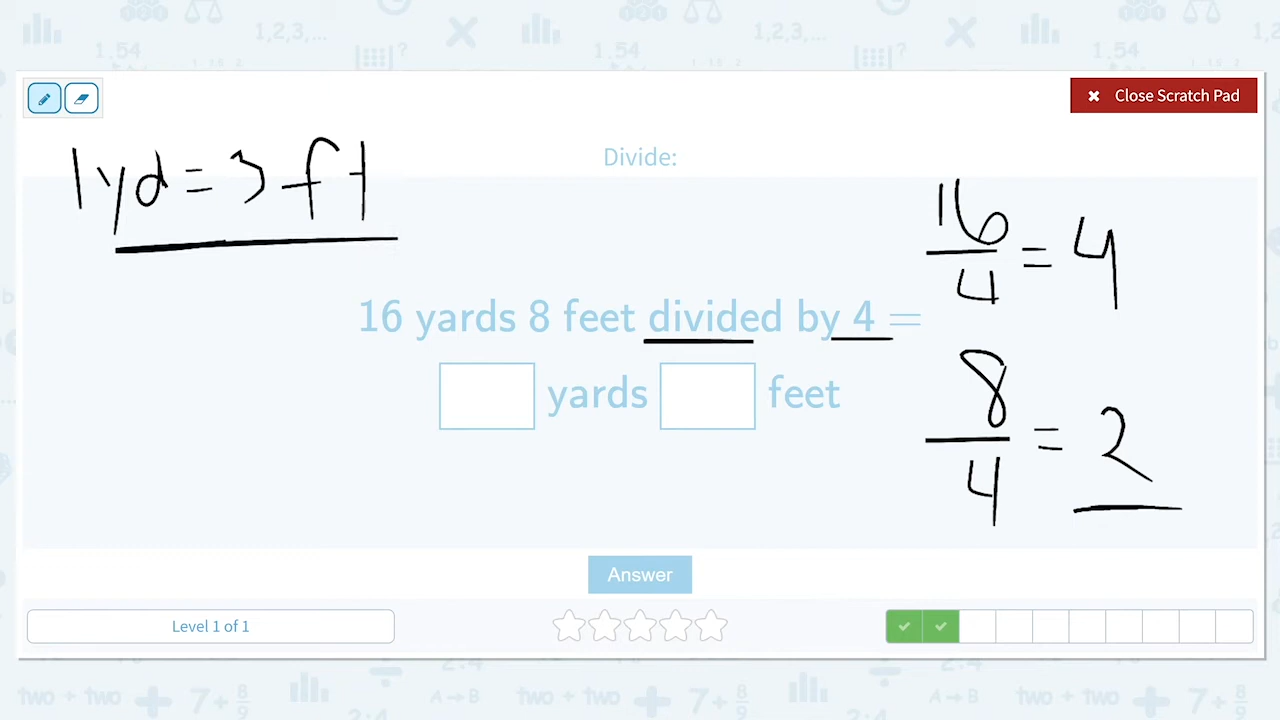 Close Scratch Pad
1yd = 3 ft
Divide:
16/4 = 4
16 yards 8 feet divided by 4 =
yards feet
8/4 = 2
Answer
Level 1 of 1